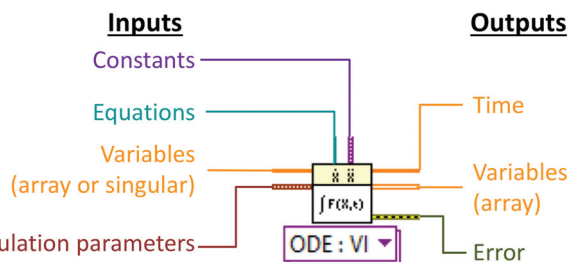 Inputs
Outputs
Constants
Equations
Time
Variables
(array or singular)
Variables
(array)
∫F(X,t)
ulation parameters
ODE : VI
Error